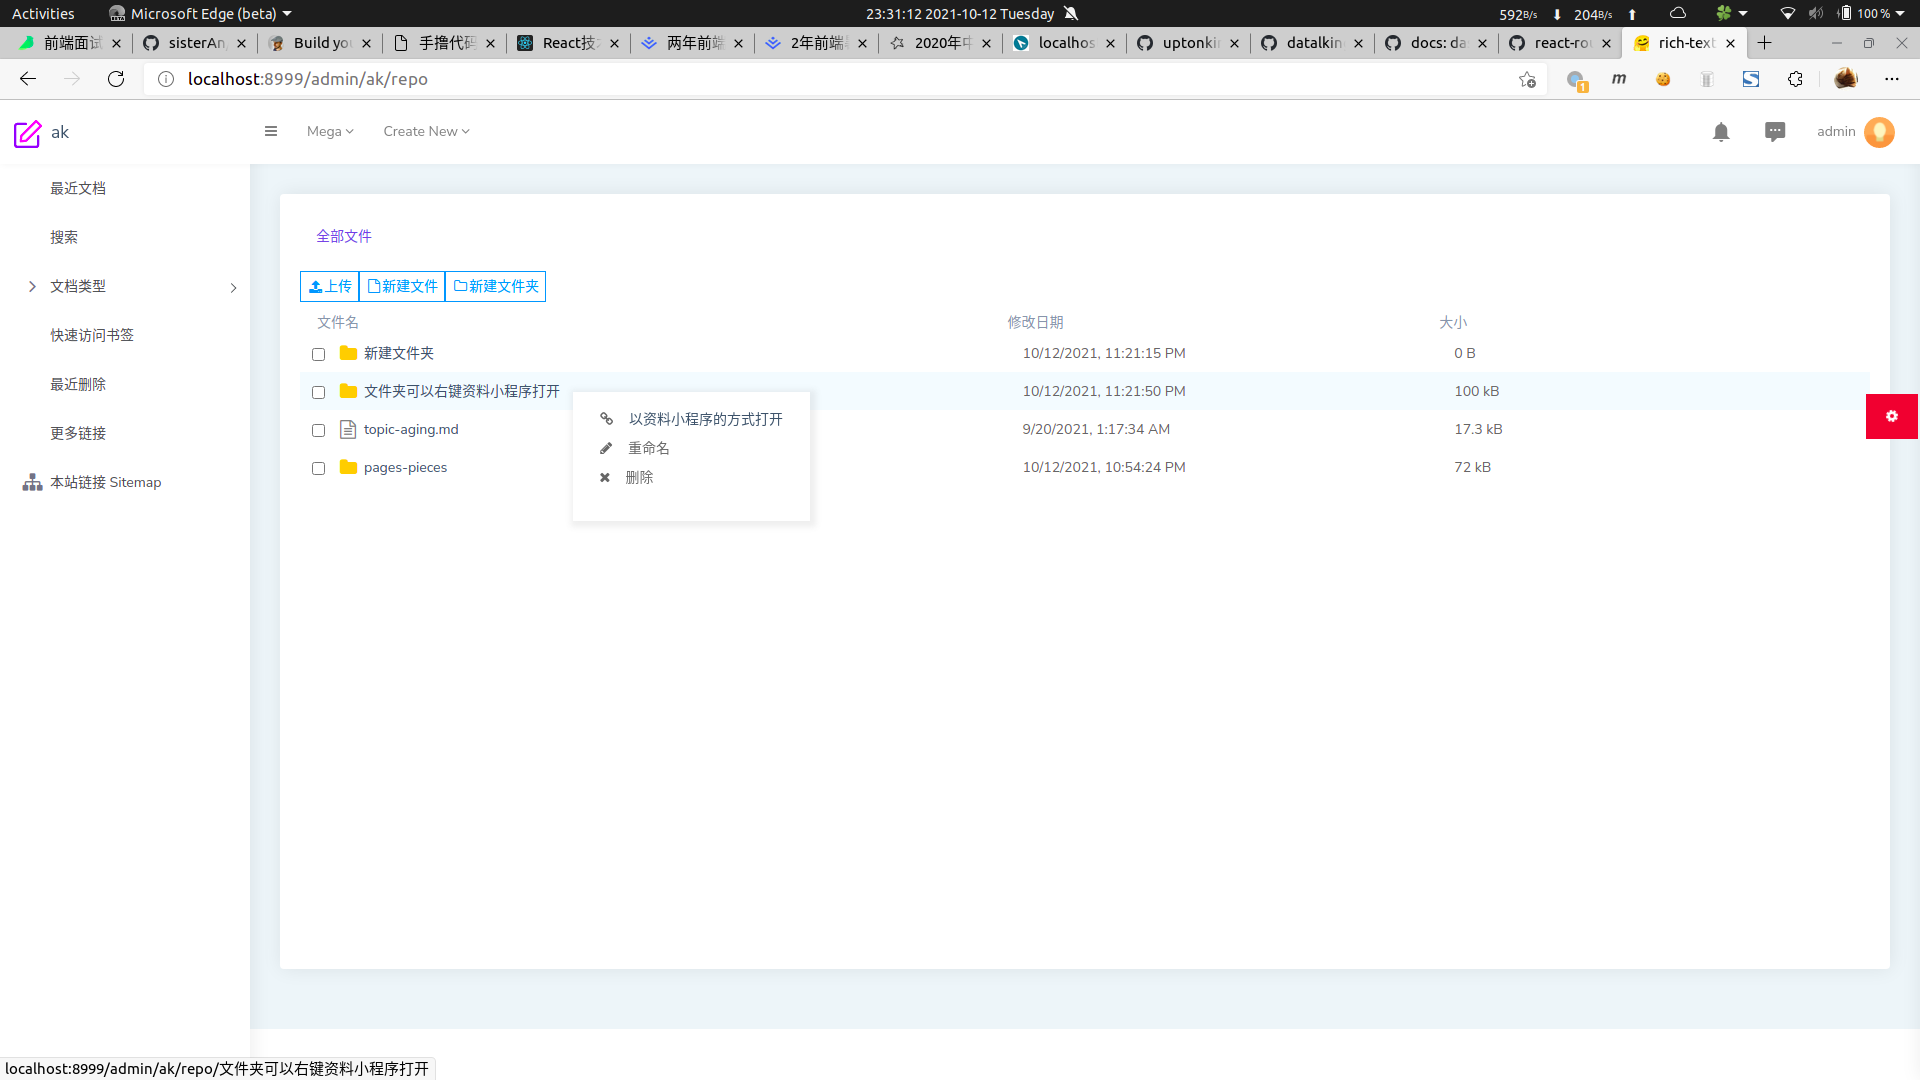 Activities Microsoft Edge (beta) 23:31:12 2021-10-12 Tuesday 592B/s 204B/s 100 %
前端面试 sisterAn Build you 手撸代码 React技 两年前端 2年前端 2020年中 localhos uptonki datalkin docs: da react-rou rich-text
localhost:8999/admin/ak/repo
ak Mega Create New admin
最近文档
搜索
文档类型
快速访问书签
最近删除
更多链接
本站链接 Sitemap
全部文件
上传 新建文件 新建文件夹
文件名 修改日期 大小
新建文件夹 10/12/2021, 11:21:15 PM 0 B
文件夹可以右键资料小程序打开 10/12/2021, 11:21:50 PM 100 kB
topic-aging.md 9/20/2021, 1:17:34 AM 17.3 kB
pages-pieces 10/12/2021, 10:54:24 PM 72 kB
以资料小程序的方式打开
重命名
删除
localhost:8999/admin/ak/repo/文件夹可以右键资料小程序打开